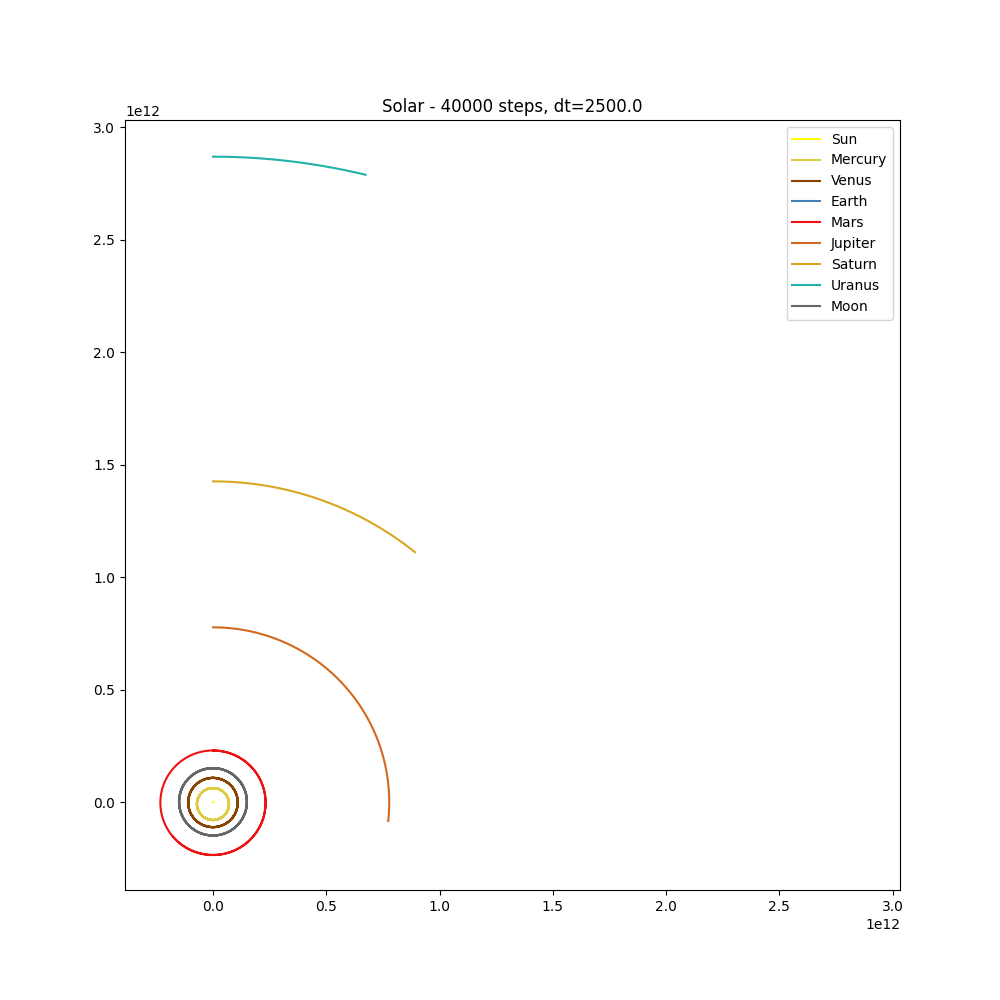 Solar - 40000 steps, dt=2500.0
1e12
3.0
2.5
2.0
1.5
1.0
0.5
0.0
Sun
Mercury
Venus
Earth
Mars
Jupiter
Saturn
Uranus
Moon
0.0 0.5 1.0 1.5 2.0 2.5 3.0
1e12